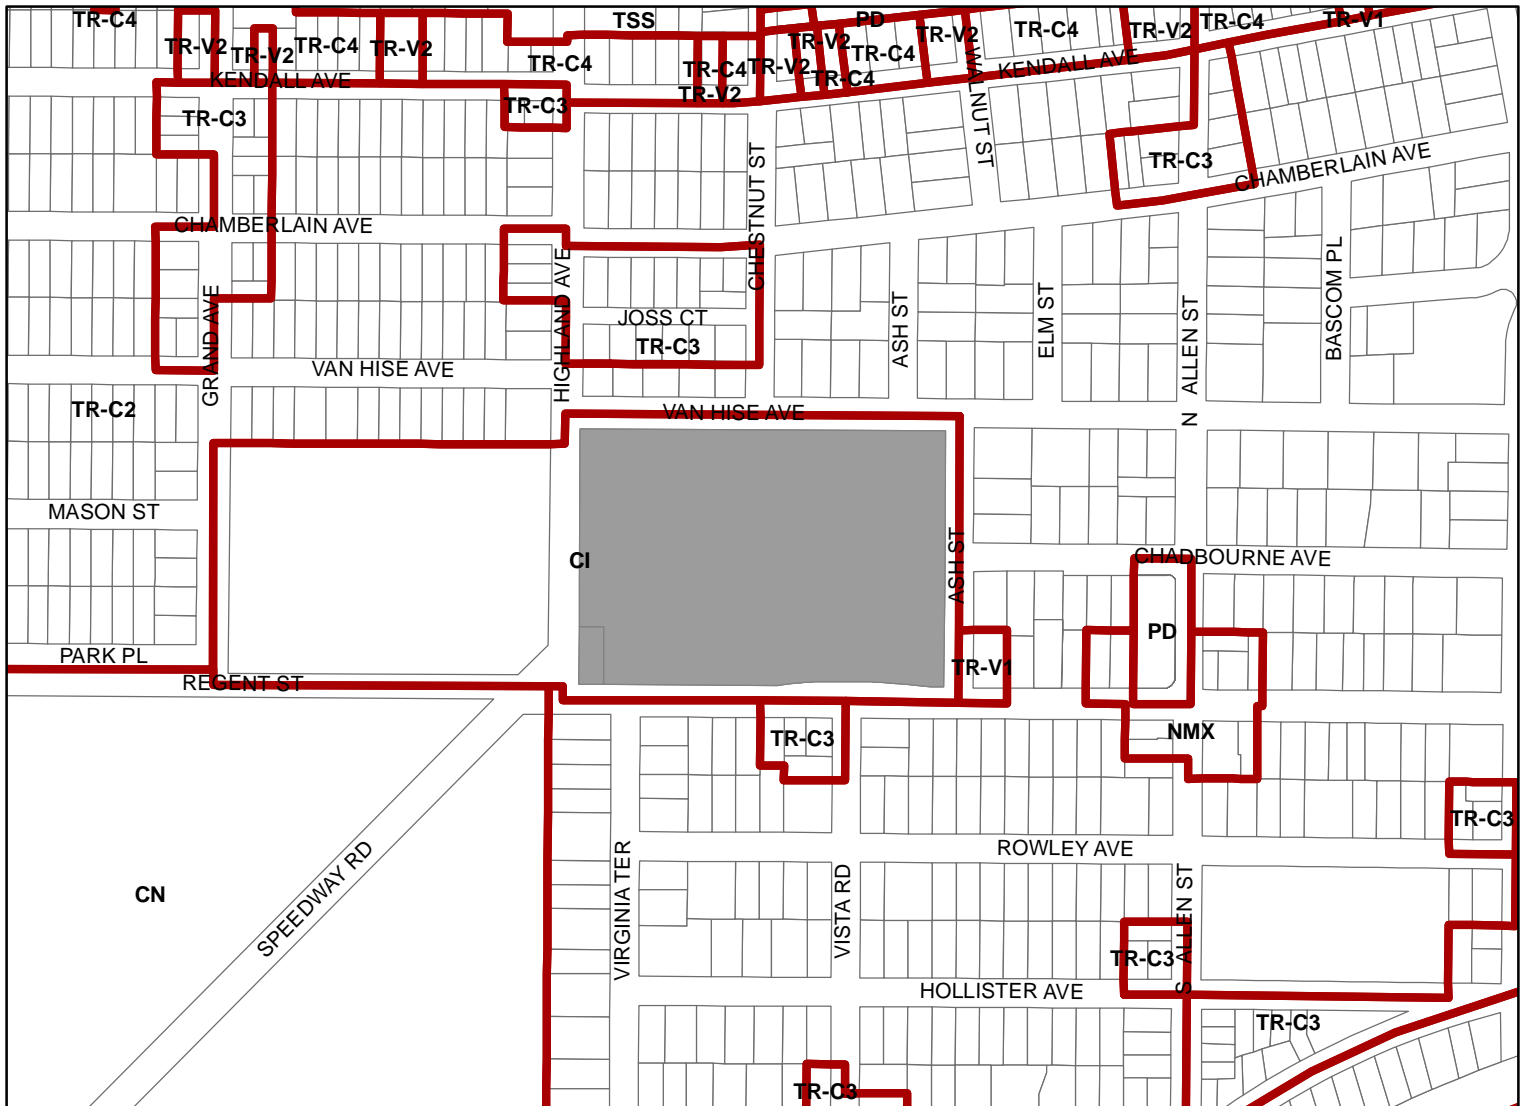 TR-C4
TSS
PD
TR-C4
TR-V2
TR-C4
TR-V1
TR-V2
TR-V2
TR-C4
TR-V2
TR-C4
TR-V2
TR-C4
TR-V2
TR-C4
TR-V2
TR-C4
TR-V2
KENDALL AVE
KENDALL AVE
WALNUT ST
TR-C3
TR-C3
TR-C3
CHAMBERLAIN AVE
CHAMBERLAIN AVE
CHESTNUT ST
HIGHLAND AVE
GRAND AVE
JOSS CT
TR-C3
ASH ST
ELM ST
N ALLEN ST
BASCOM PL
VAN HISE AVE
TR-C2
VAN HISE AVE
MASON ST
CI
ASH ST
CHADBOURNE AVE
PD
PARK PL
REGENT ST
TR-V1
TR-C3
NMX
TR-C3
ROWLEY AVE
SPEEDWAY RD
CN
VIRGINIA TER
VISTA RD
S ALLEN ST
TR-C3
HOLLISTER AVE
TR-C3
TR-C3